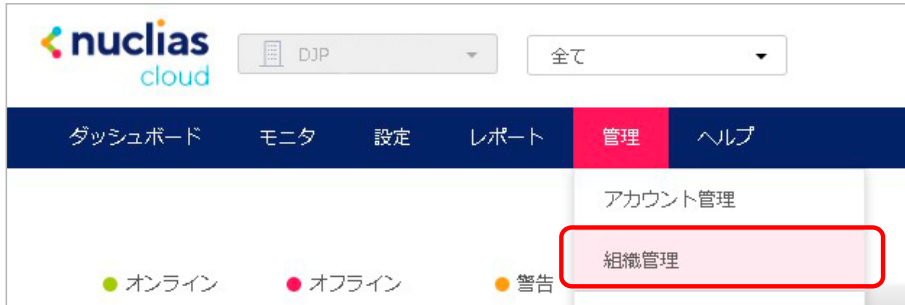 nuclias
cloud
DJP
全て
ダッシュボード モニタ 設定 レポート 管理 ヘルプ
アカウント管理
組織管理
オンライン オフライン 警告